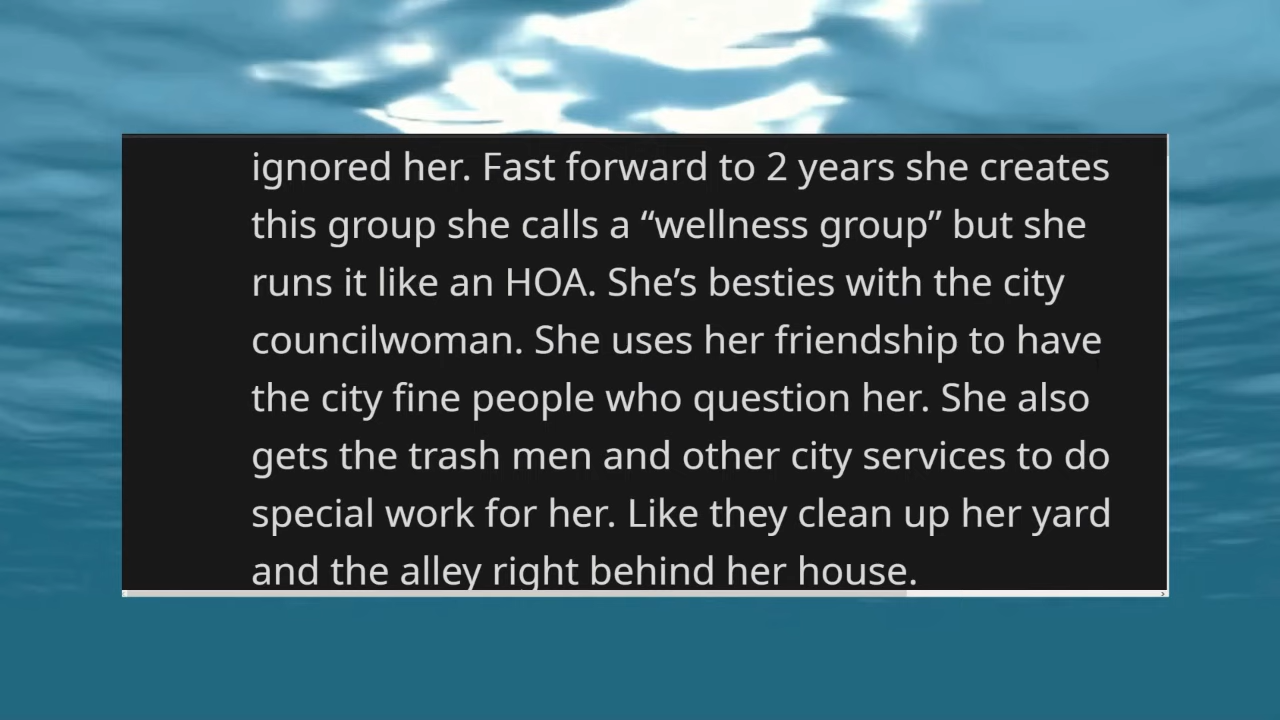 ignored her. Fast forward to 2 years she creates
this group she calls a “wellness group” but she
runs it like an HOA. She’s besties with the city
councilwoman. She uses her friendship to have
the city fine people who question her. She also
gets the trash men and other city services to do
special work for her. Like they clean up her yard
and the alley right behind her house.